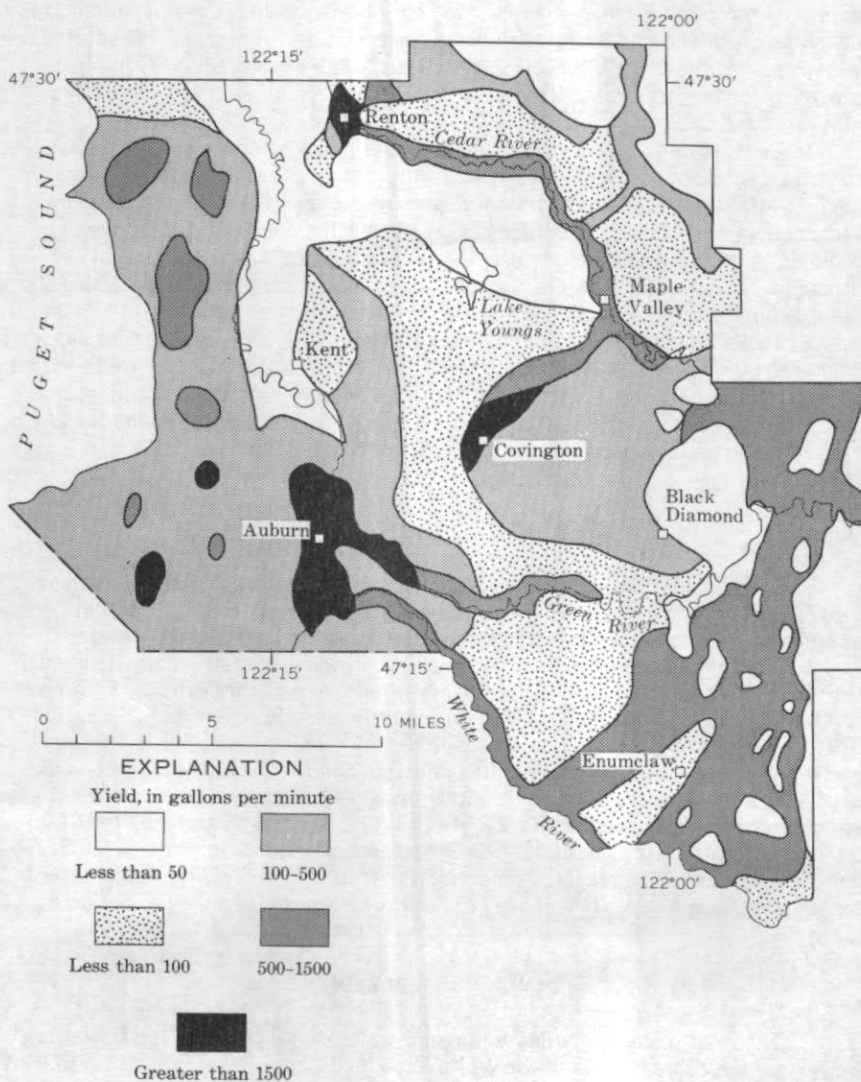 122°00'
122°15'
47°30'
47°30'
Renton
Cedar River
PUGET SOUND
Maple
Valley
Lake
Youngs
Kent
Covington
Black
Diamond
Auburn
Green River
122°15'
47°15'
White River
0 5 10 MILES
Enumclaw
122°00'
EXPLANATION
Yield, in gallons per minute
Less than 50
100–500
Less than 100
500–1500
Greater than 1500